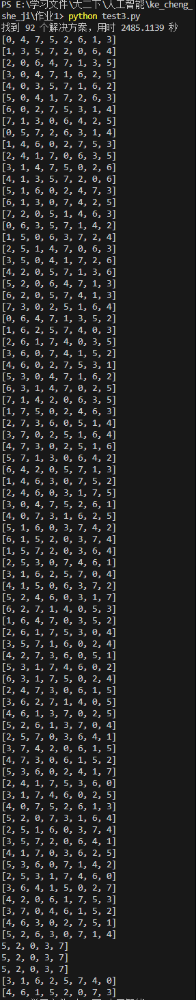 PS E:\学习文件\大二下\人工智能\ke_cheng_
she_ji\作业1> python test3.py
找到 92 个解决方案，用时 2485.1139 秒
[0, 4, 7, 5, 2, 6, 1, 3]
[1, 3, 5, 7, 2, 0, 6, 4]
[2, 0, 6, 4, 7, 1, 3, 5]
[3, 0, 4, 7, 1, 6, 2, 5]
[4, 0, 3, 5, 7, 1, 6, 2]
[5, 0, 4, 1, 7, 2, 6, 3]
[6, 0, 2, 7, 5, 3, 1, 4]
[7, 1, 3, 0, 6, 4, 2, 5]
[0, 5, 7, 2, 6, 3, 1, 4]
[1, 4, 6, 0, 2, 7, 5, 3]
[2, 4, 1, 7, 0, 6, 3, 5]
[3, 1, 4, 7, 5, 0, 2, 6]
[4, 1, 3, 5, 7, 2, 0, 6]
[5, 1, 6, 0, 2, 4, 7, 3]
[6, 1, 3, 0, 7, 4, 2, 5]
[7, 2, 0, 5, 1, 4, 6, 3]
[0, 6, 3, 5, 7, 1, 4, 2]
[1, 5, 0, 6, 3, 7, 2, 4]
[2, 5, 1, 4, 7, 0, 6, 3]
[3, 5, 0, 4, 1, 7, 2, 6]
[4, 2, 0, 5, 7, 1, 3, 6]
[5, 2, 0, 6, 4, 7, 1, 3]
[6, 2, 0, 5, 7, 4, 1, 3]
[7, 3, 0, 2, 5, 1, 6, 4]
[0, 6, 4, 7, 1, 3, 5, 2]
[1, 6, 2, 5, 7, 4, 0, 3]
[2, 6, 1, 7, 4, 0, 3, 5]
[3, 6, 0, 7, 4, 1, 5, 2]
[4, 6, 0, 2, 7, 5, 3, 1]
[5, 3, 0, 4, 7, 1, 6, 2]
[6, 3, 1, 4, 7, 0, 2, 5]
[7, 1, 4, 2, 0, 6, 3, 5]
[1, 7, 5, 0, 2, 4, 6, 3]
[2, 7, 3, 6, 0, 5, 1, 4]
[3, 7, 0, 2, 5, 1, 6, 4]
[4, 7, 3, 0, 2, 5, 1, 6]
[5, 7, 1, 3, 0, 6, 4, 2]
[6, 4, 2, 0, 5, 7, 1, 3]
[1, 4, 6, 3, 0, 7, 5, 2]
[2, 4, 6, 0, 3, 1, 7, 5]
[3, 0, 4, 7, 5, 2, 6, 1]
[4, 0, 7, 3, 1, 6, 2, 5]
[5, 1, 6, 0, 3, 7, 4, 2]
[6, 1, 5, 2, 0, 3, 7, 4]
[1, 5, 7, 2, 0, 3, 6, 4]
[2, 5, 3, 0, 7, 4, 6, 1]
[3, 1, 6, 2, 5, 7, 0, 4]
[4, 1, 5, 0, 6, 3, 7, 2]
[5, 2, 4, 6, 0, 3, 1, 7]
[6, 2, 7, 1, 4, 0, 5, 3]
[1, 6, 4, 7, 0, 3, 5, 2]
[2, 6, 1, 7, 5, 3, 0, 4]
[3, 5, 7, 1, 6, 0, 2, 4]
[4, 2, 7, 3, 6, 0, 5, 1]
[5, 3, 1, 7, 4, 6, 0, 2]
[6, 3, 1, 7, 5, 0, 2, 4]
[2, 4, 7, 3, 0, 6, 1, 5]
[3, 6, 2, 7, 1, 4, 0, 5]
[4, 6, 1, 3, 7, 0, 2, 5]
[5, 2, 6, 1, 3, 7, 0, 4]
[2, 5, 7, 0, 3, 6, 4, 1]
[3, 7, 4, 2, 0, 6, 1, 5]
[4, 7, 3, 0, 6, 1, 5, 2]
[5, 3, 6, 0, 2, 4, 1, 7]
[2, 4, 1, 7, 5, 3, 6, 0]
[3, 1, 7, 4, 6, 0, 2, 5]
[4, 0, 7, 5, 2, 6, 1, 3]
[5, 2, 0, 7, 3, 1, 6, 4]
[2, 5, 1, 6, 0, 3, 7, 4]
[3, 5, 7, 2, 0, 6, 4, 1]
[4, 1, 7, 0, 3, 6, 2, 5]
[5, 3, 6, 0, 7, 1, 4, 2]
[2, 5, 3, 1, 7, 4, 6, 0]
[3, 6, 4, 1, 5, 0, 2, 7]
[4, 2, 0, 6, 1, 7, 5, 3]
[3, 7, 0, 4, 6, 1, 5, 2]
[4, 6, 3, 0, 2, 7, 5, 1]
[5, 2, 6, 3, 0, 7, 1, 4]
5, 2, 0, 3, 7]
5, 2, 0, 3, 7]
5, 2, 0, 3, 7]
[3, 1, 6, 2, 5, 7, 4, 0]
[4, 6, 1, 5, 2, 0, 7, 3]